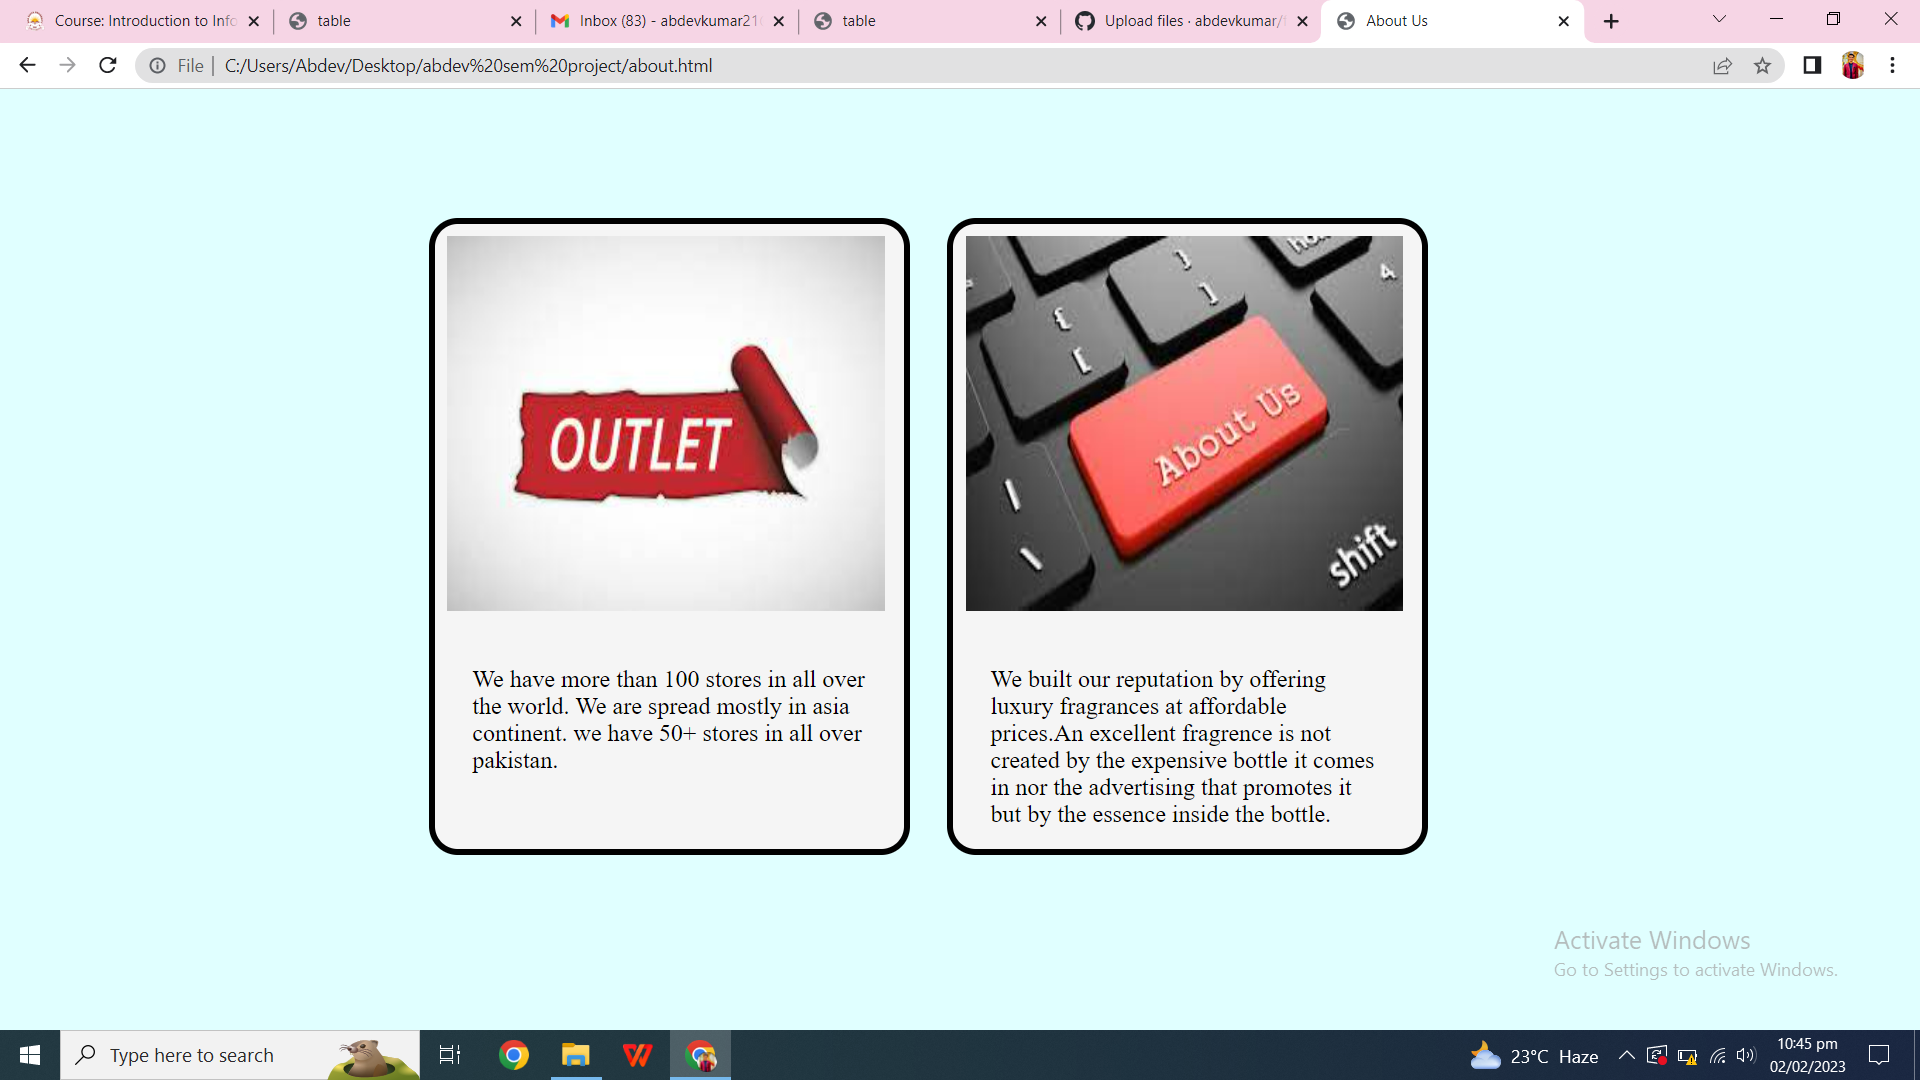 Course: Introduction to Info
table
Inbox (83) - abdevkumar210
table
Upload files · abdevkumar/
About Us
File
C:/Users/Abdev/Desktop/abdev%20sem%20project/about.html
OUTLET
{
[
}
]
4
About Us
shift
We have more than 100 stores in all over
the world. We are spread mostly in asia
continent. we have 50+ stores in all over
pakistan.
We built our reputation by offering
luxury fragrances at affordable
prices.An excellent fragrence is not
created by the expensive bottle it comes
in nor the advertising that promotes it
but by the essence inside the bottle.
Activate Windows
Go to Settings to activate Windows.
Type here to search
23°C Haze
10:45 pm
02/02/2023